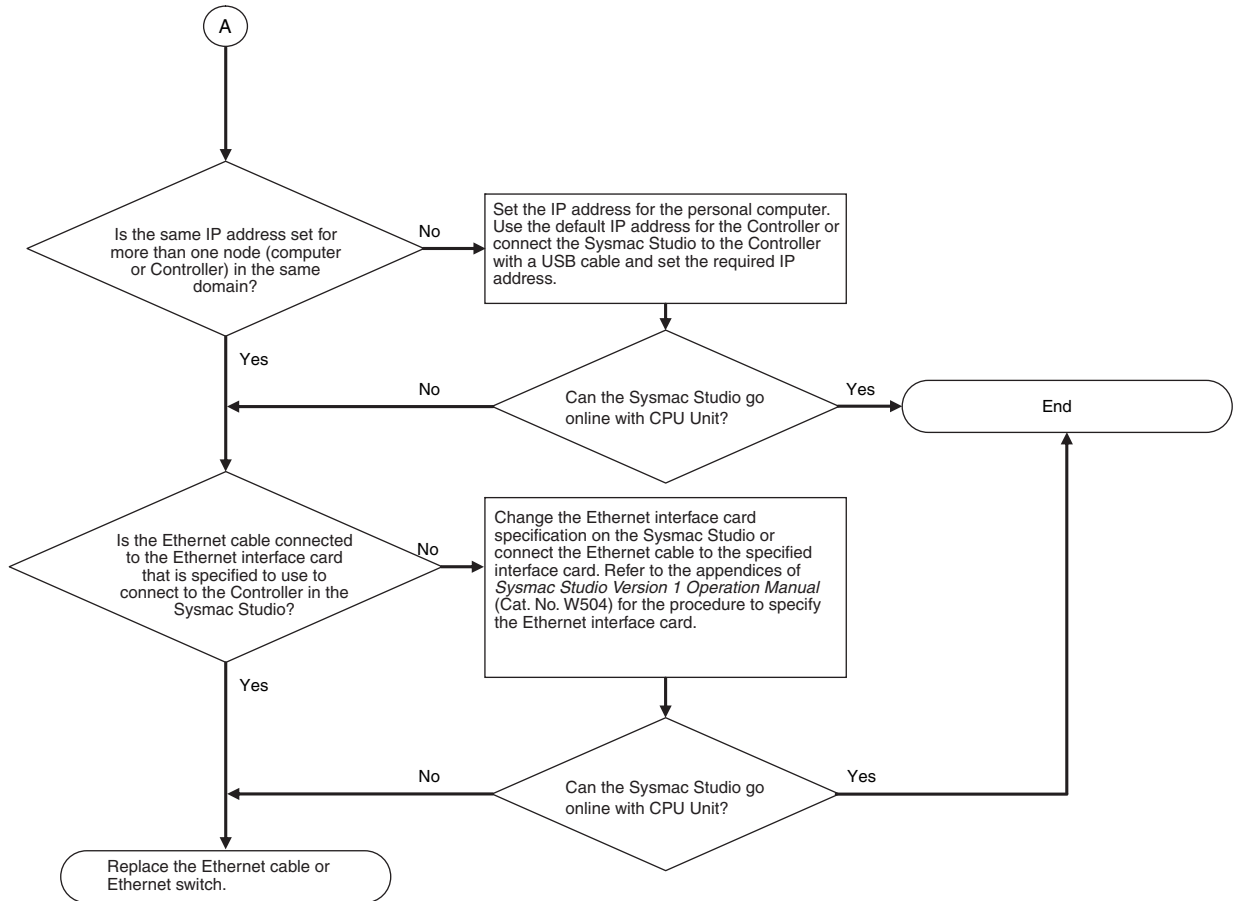 A
Is the same IP address set for
more than one node (computer
or Controller) in the same
domain?
No
Set the IP address for the personal computer.
Use the default IP address for the Controller or
connect the Sysmac Studio to the Controller
with a USB cable and set the required IP
address.
Yes
No
Can the Sysmac Studio go
online with CPU Unit?
Yes
End
Is the Ethernet cable connected
to the Ethernet interface card
that is specified to use to
connect to the Controller in the
Sysmac Studio?
No
Change the Ethernet interface card
specification on the Sysmac Studio or
connect the Ethernet cable to the specified
interface card. Refer to the appendices of
Sysmac Studio Version 1 Operation Manual
(Cat. No. W504) for the procedure to specify
the Ethernet interface card.
Yes
No
Can the Sysmac Studio go
online with CPU Unit?
Yes
Replace the Ethernet cable or
Ethernet switch.